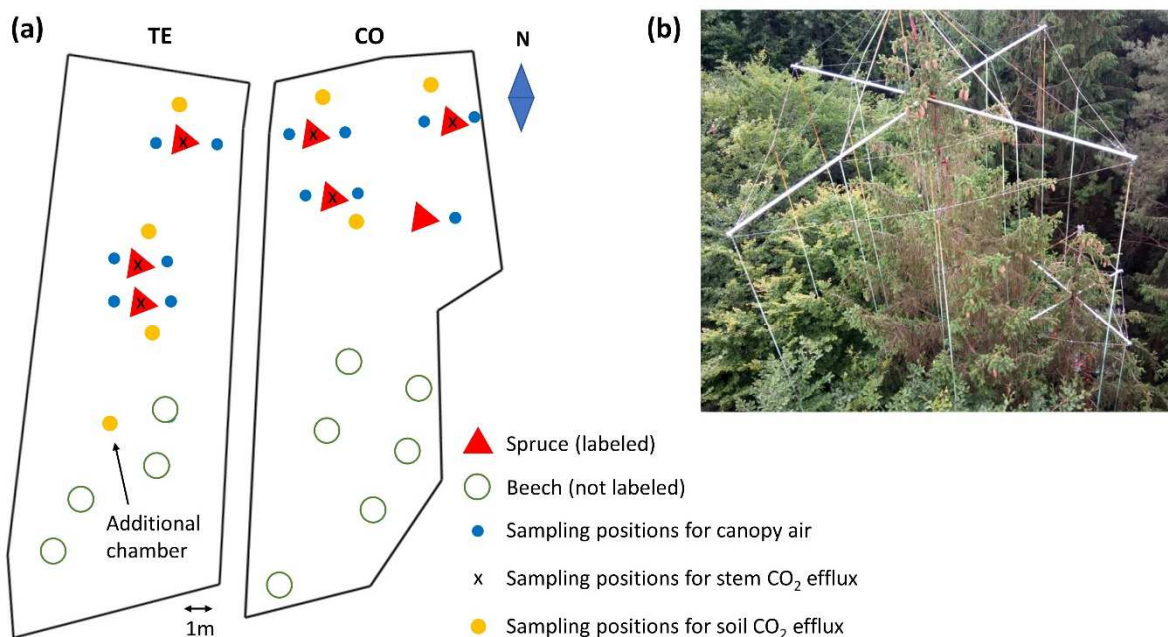 (a)
TE
CO
N
(b)
x
x
x
x
x
x
Additional
chamber
1m
Spruce (labeled)
Beech (not labeled)
Sampling positions for canopy air
x
Sampling positions for stem CO₂ efflux
Sampling positions for soil CO₂ efflux